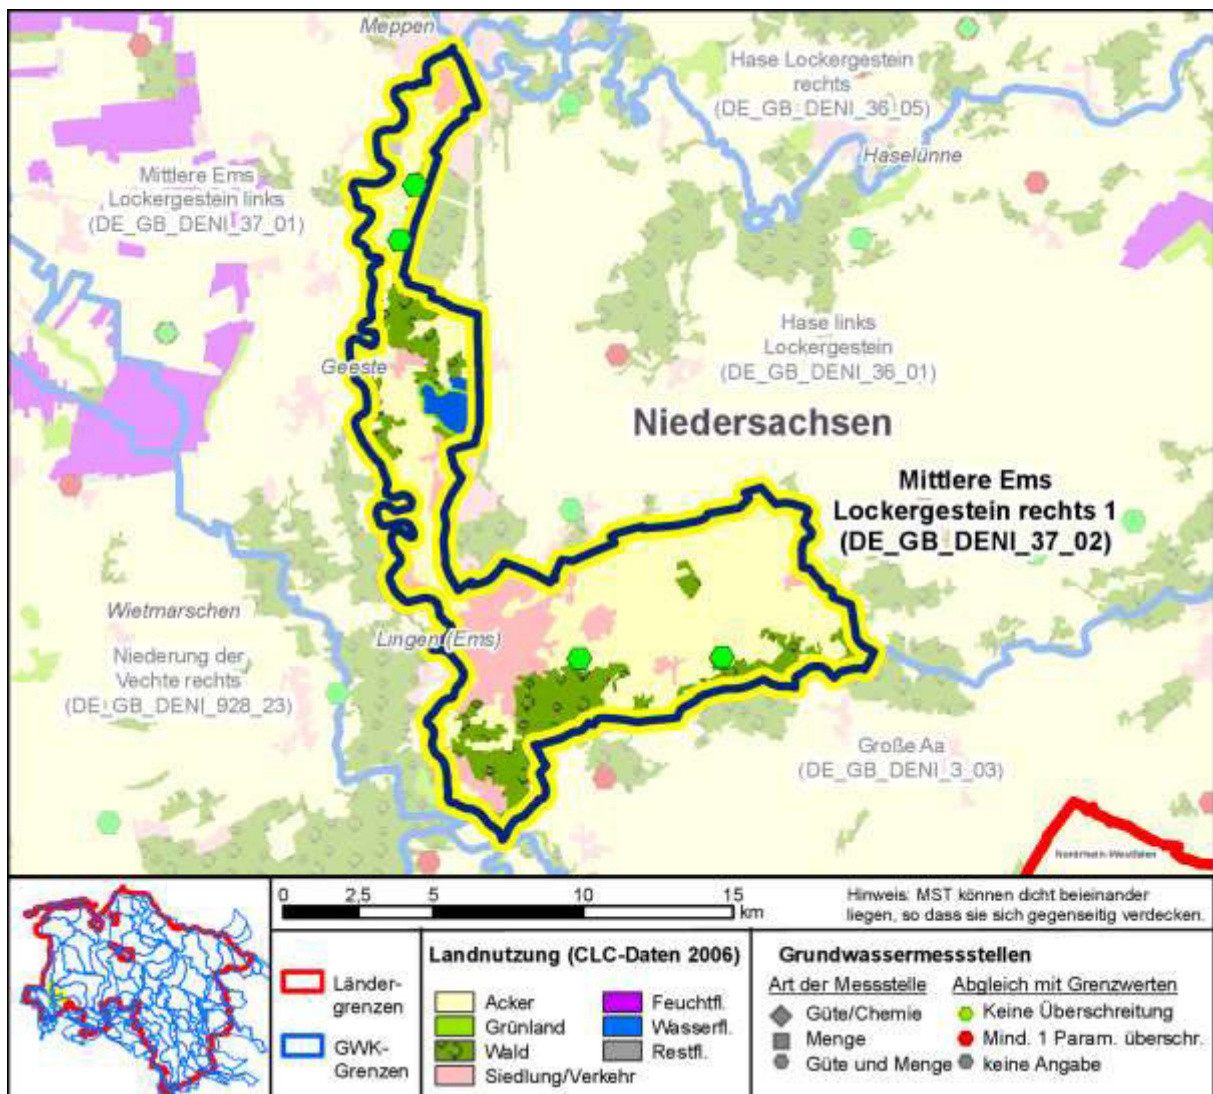 Meppen
Hase Lockergestein
rechts
(DE_GB_DENI_36_05)
Haselünne
Mittlere Ems
Lockergestein links
(DE_GB_DENI_37_01)
Hase links
Lockergestein
(DE_GB_DENI_36_01)
Geeste
Niedersachsen
Mittlere Ems
Lockergestein rechts 1
(DE_GB_DENI_37_02)
Wietmarschen
Lingen (Ems)
Niederung der
Vechte rechts
(DE_GB_DENI_928_23)
Große Aa
(DE_GB_DENI_3_03)
Nordrhein-Westfalen
0 2,5 5 10 15
km
Hinweis: MST können dicht beieinander
liegen, so dass sie sich gegenseitig verdecken.
Länder-
grenzen
GWK-
Grenzen
Landnutzung (CLC-Daten 2006)
Acker
Grünland
Wald
Siedlung/Verkehr
Feuchtfl.
Wasserfl.
Restfl.
Grundwassermessstellen
Art der Messstelle
Güte/Chemie
Menge
Güte und Menge
Abgleich mit Grenzwerten
Keine Überschreitung
Mind. 1 Param. überschr.
keine Angabe